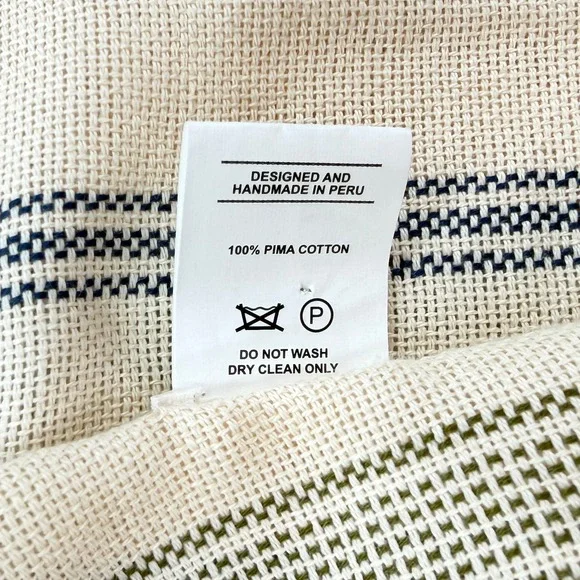 DESIGNED AND
HANDMADE IN PERU
100% PIMA COTTON
P
DO NOT WASH
DRY CLEAN ONLY